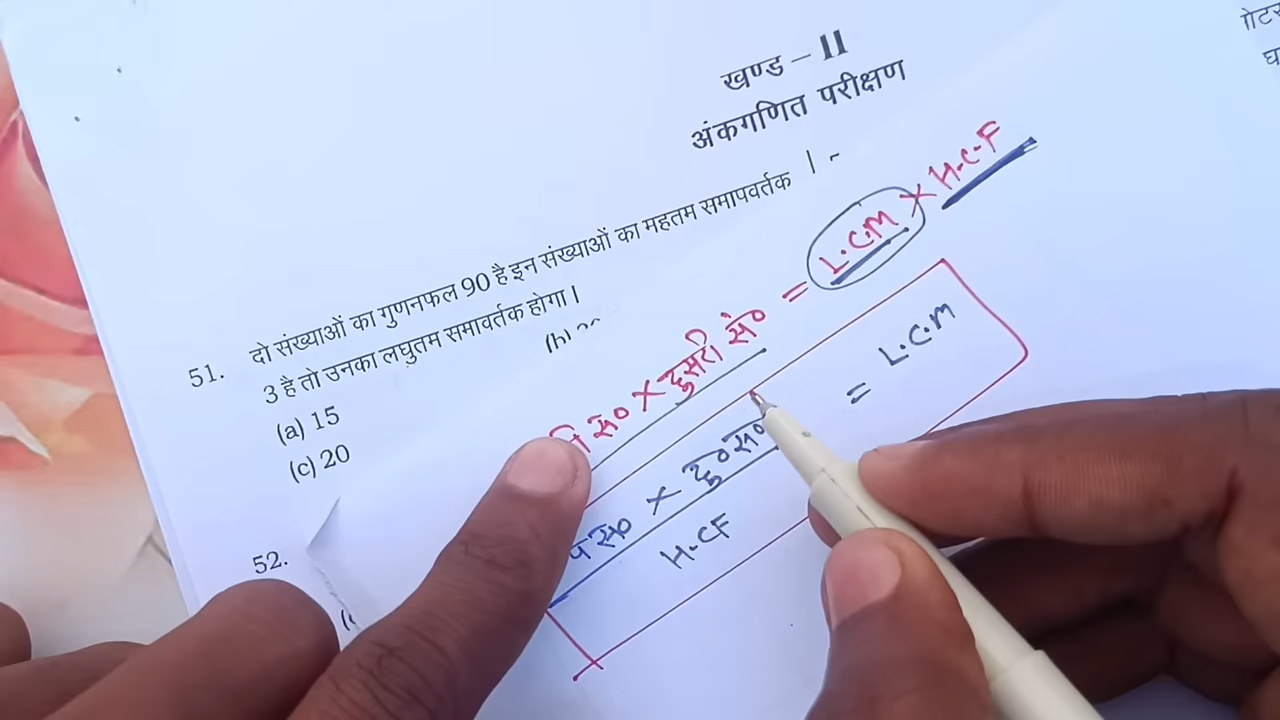 खण्ड – II
अंकगणित परीक्षण
51. दो संख्याओं का गुणनफल 90 है इन संख्याओं का महतम समापवर्तक
3 है तो उनका लघुतम समावर्तक होगा।
(a) 15
(b)
(c) 20
सं० × दुसरी सं० = L.C.M × H.C.F
प सं० × दु० सं० = L.C.M
H.CF
52.